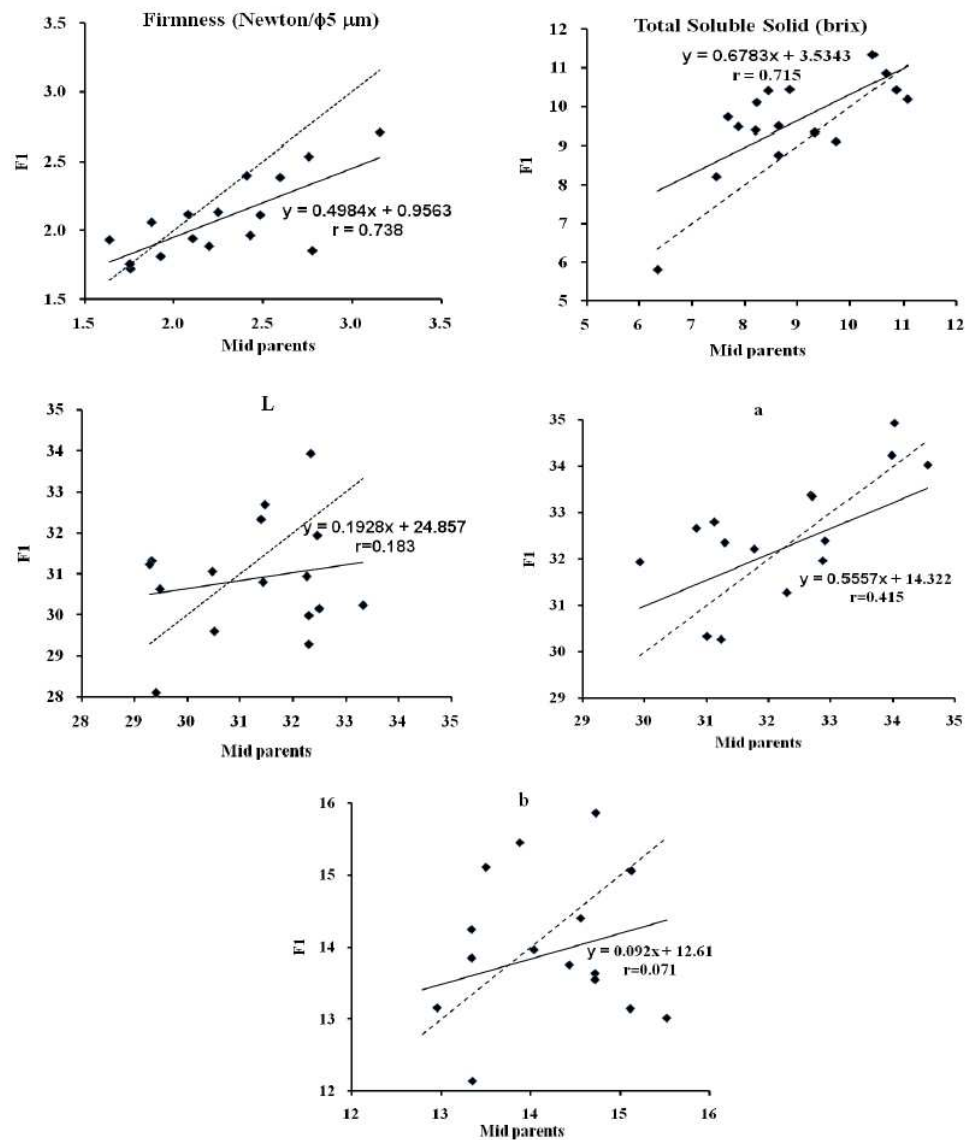 Firmness (Newton/ϕ5 µm)
3.5
3.0
2.5
2.0
1.5
F1
y = 0.4984x + 0.9563
r = 0.738
1.5 2.0 2.5 3.0 3.5
Mid parents
Total Soluble Solid (brix)
12
11
10
9
8
7
6
5
F1
y = 0.6783x + 3.5343
r = 0.715
5 6 7 8 9 10 11 12
Mid parents
L
35
34
33
32
31
30
29
28
F1
y = 0.1928x + 24.857
r=0.183
28 29 30 31 32 33 34 35
Mid parents
a
35
34
33
32
31
30
29
F1
y = 0.5557x + 14.322
r=0.415
29 30 31 32 33 34 35
Mid parents
b
16
15
14
13
12
F1
y = 0.092x + 12.61
r=0.071
12 13 14 15 16
Mid parents